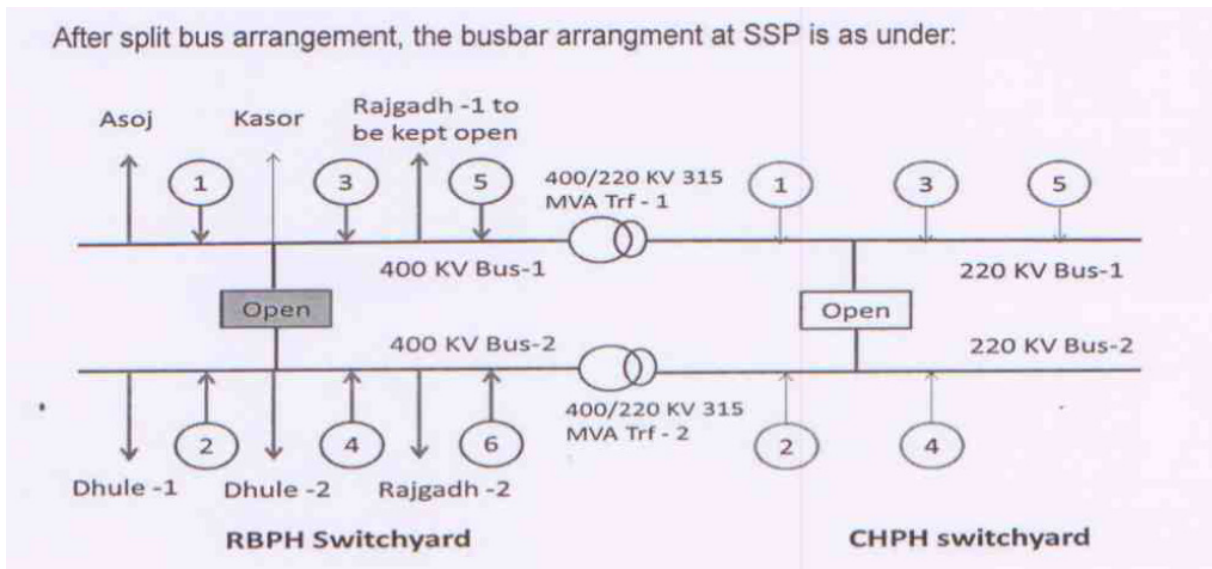 After split bus arrangement, the busbar arrangment at SSP is as under:
Asoj
Kasor
Rajgadh -1 to
be kept open
1
3
5
400/220 KV 315
MVA Trf - 1
1
3
5
400 KV Bus-1
220 KV Bus-1
Open
Open
400 KV Bus-2
220 KV Bus-2
400/220 KV 315
MVA Trf - 2
2
4
6
2
4
Dhule -1
Dhule -2
Rajgadh -2
RBPH Switchyard
CHPH switchyard